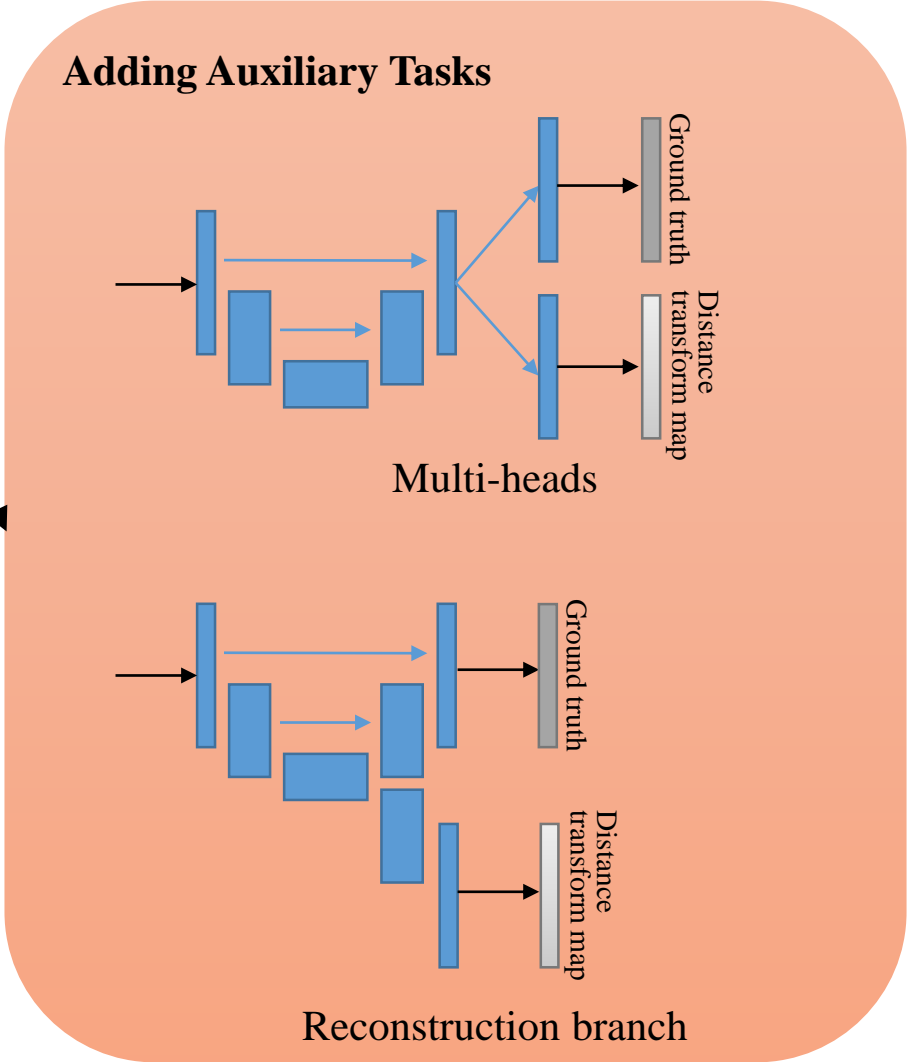 Adding Auxiliary Tasks
Ground truth
Distance
transform map
Multi-heads
Ground truth
Distance
transform map
Reconstruction branch